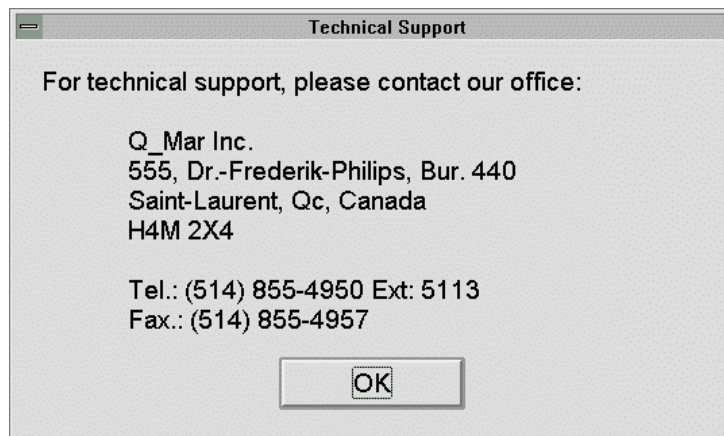 Technical Support
For technical support, please contact our office:
Q_Mar Inc.
555, Dr.-Frederik-Philips, Bur. 440
Saint-Laurent, Qc, Canada
H4M 2X4
Tel.: (514) 855-4950 Ext: 5113
Fax.: (514) 855-4957
OK